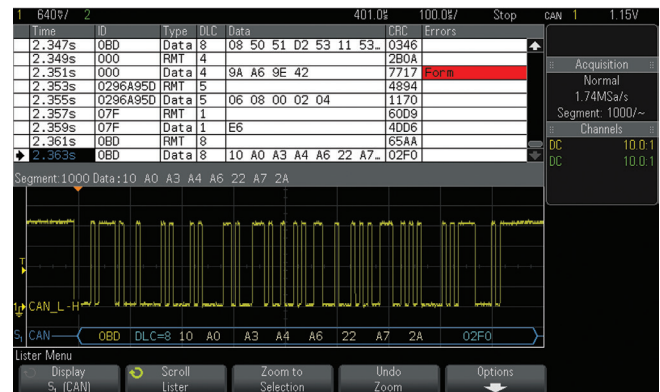 1 640▽/ 2 401.0s 100.0s/ Stop CAN 1 1.15V
Time ID Type DLC Data CRC Errors
2.347s 0BD Data 8 08 50 51 D2 53 11 53… 0346
2.349s 000 RMT 4 2B0A
2.351s 000 Data 4 9A A6 9E 42 7717 Form
2.353s 0296A95D RMT 5 4894
2.355s 0296A95D Data 5 06 08 00 02 04 1170
2.357s 07F RMT 1 60D9
2.359s 07F Data 1 E6 4DD6
2.361s 0BD RMT 8 65AA
2.363s 0BD Data 8 10 A0 A3 A4 A6 22 A7… 02F0
Acquisition
Normal
1.74MSa/s
Segment: 1000/~
Channels
DC 10.0:1
DC 10.0:1
Segment:1000 Data:10 A0 A3 A4 A6 22 A7 2A
T
1 CAN_L-H
S1 CAN 0BD DLC=8 10 A0 A3 A4 A6 22 A7 2A 02F0
Lister Menu
Display
S1 (CAN)
Scroll
Lister
Zoom to
Selection
Undo
Zoom
Options